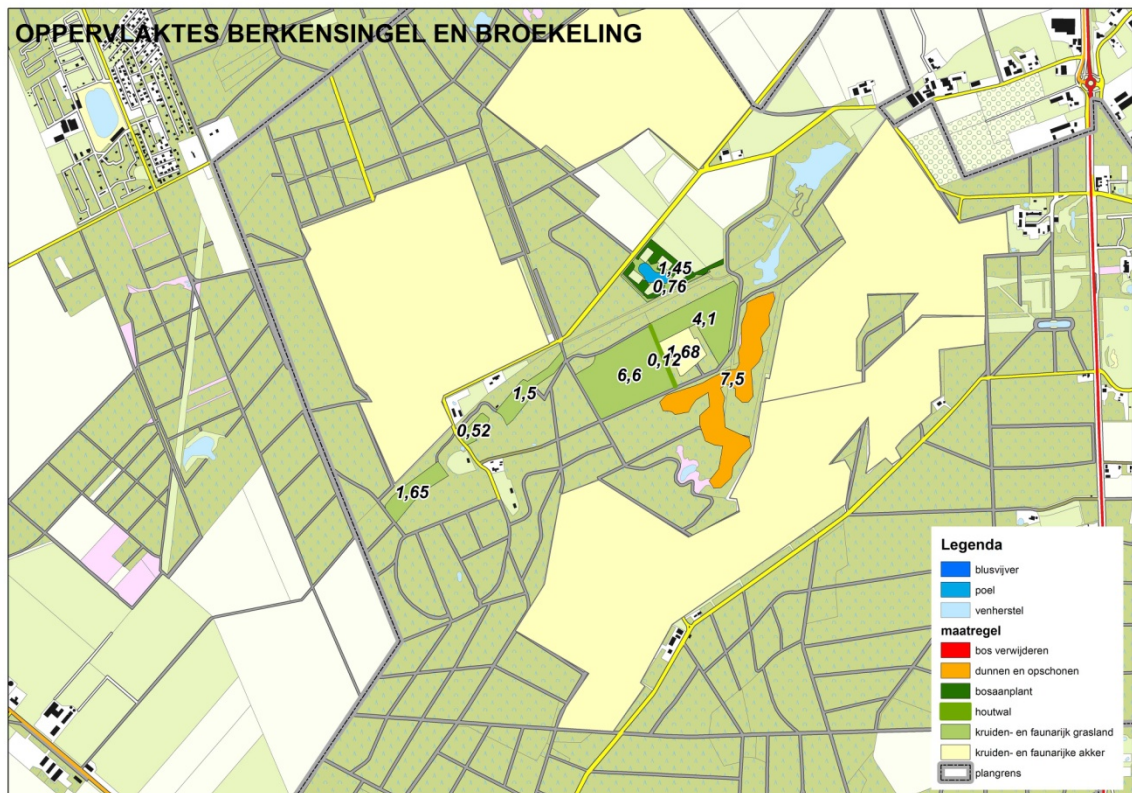 OPPERVLAKTES BERKENSINGEL EN BROEKELING
1,45
0,76
4,1
1,68
0,12
6,6
7,5
1,5
0,52
1,65
Legenda
blusvijver
poel
venherstel
maatregel
bos verwijderen
dunnen en opschonen
bosaanplant
houtwal
kruiden- en faunarijk grasland
kruiden- en faunarijke akker
plangrens